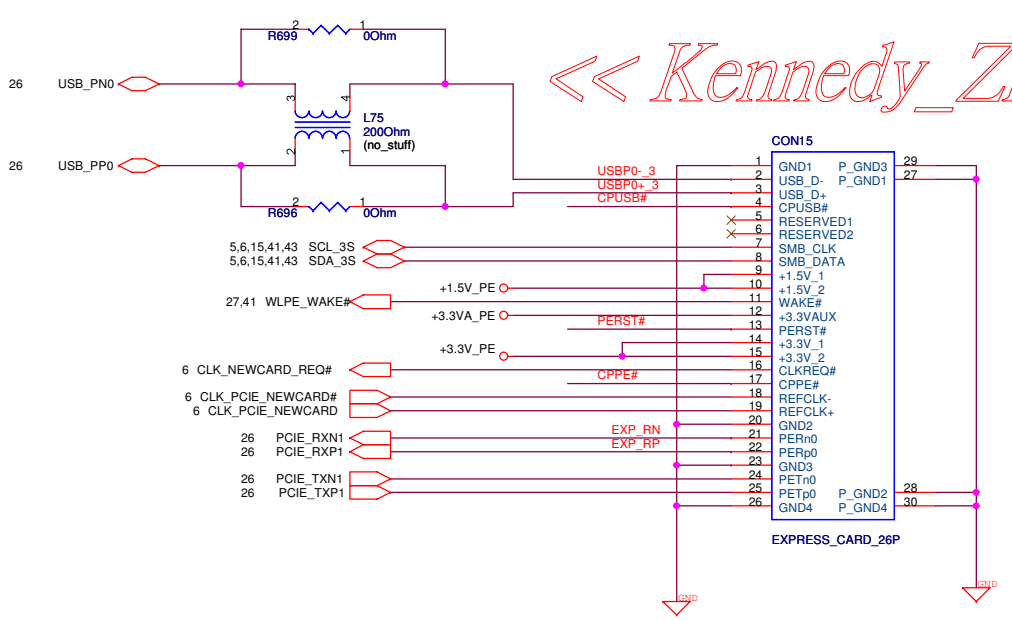 2 1
R699 0Ohm
<< Kennedy_Z
26 USB_PN0
3 4
L75
200Ohm
(no_stuff)
2 1
26 USB_PP0
2 1
R696 0Ohm
CON15
1 GND1 P_GND3 29
USBP0-_3 2 USB_D- P_GND1 27
USBP0+_3 3 USB_D+
CPUSB# 4 CPUSB#
5 RESERVED1
6 RESERVED2
5,6,15,41,43 SCL_3S 7 SMB_CLK
5,6,15,41,43 SDA_3S 8 SMB_DATA
9 +1.5V_1
+1.5V_PE 10 +1.5V_2
27,41 WLPE_WAKE# 11 WAKE#
+3.3VA_PE 12 +3.3VAUX
PERST# 13 PERST#
14 +3.3V_1
+3.3V_PE 15 +3.3V_2
6 CLK_NEWCARD_REQ# 16 CLKREQ#
CPPE# 17 CPPE#
6 CLK_PCIE_NEWCARD# 18 REFCLK-
6 CLK_PCIE_NEWCARD 19 REFCLK+
20 GND2
26 PCIE_RXN1 EXP_RN 21 PERn0
26 PCIE_RXP1 EXP_RP 22 PERp0
23 GND3
26 PCIE_TXN1 24 PETn0
26 PCIE_TXP1 25 PETp0 P_GND2 28
26 GND4 P_GND4 30
EXPRESS_CARD_26P
GND
GND